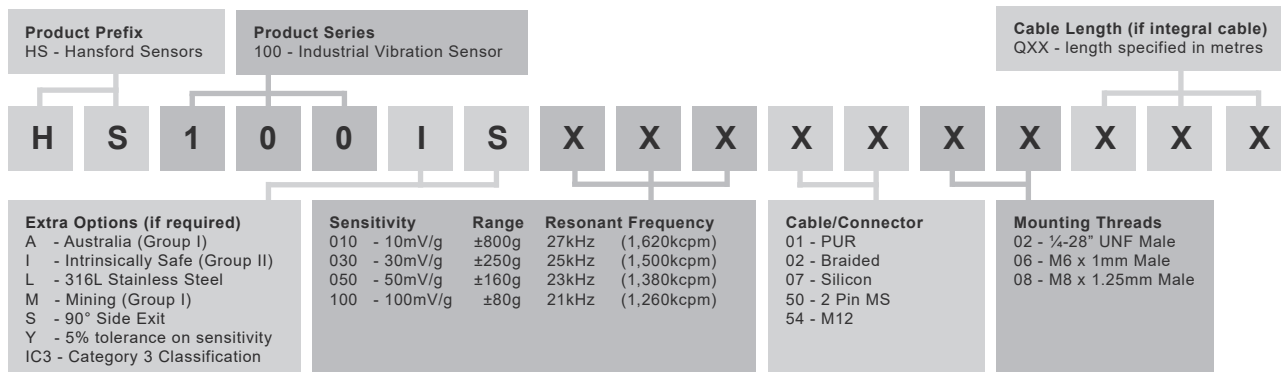 Product Prefix
HS - Hansford Sensors
Product Series
100 - Industrial Vibration Sensor
Cable Length (if integral cable)
QXX - length specified in metres
H S 1 0 0 I S X X X X X X X X X X
Extra Options (if required)
A - Australia (Group I)
I - Intrinsically Safe (Group II)
L - 316L Stainless Steel
M - Mining (Group I)
S - 90° Side Exit
Y - 5% tolerance on sensitivity
IC3 - Category 3 Classification
Sensitivity Range Resonant Frequency
010 - 10mV/g ±800g 27kHz (1,620kcpm)
030 - 30mV/g ±250g 25kHz (1,500kcpm)
050 - 50mV/g ±160g 23kHz (1,380kcpm)
100 - 100mV/g ±80g 21kHz (1,260kcpm)
Cable/Connector
01 - PUR
02 - Braided
07 - Silicon
50 - 2 Pin MS
54 - M12
Mounting Threads
02 - ¼-28” UNF Male
06 - M6 x 1mm Male
08 - M8 x 1.25mm Male